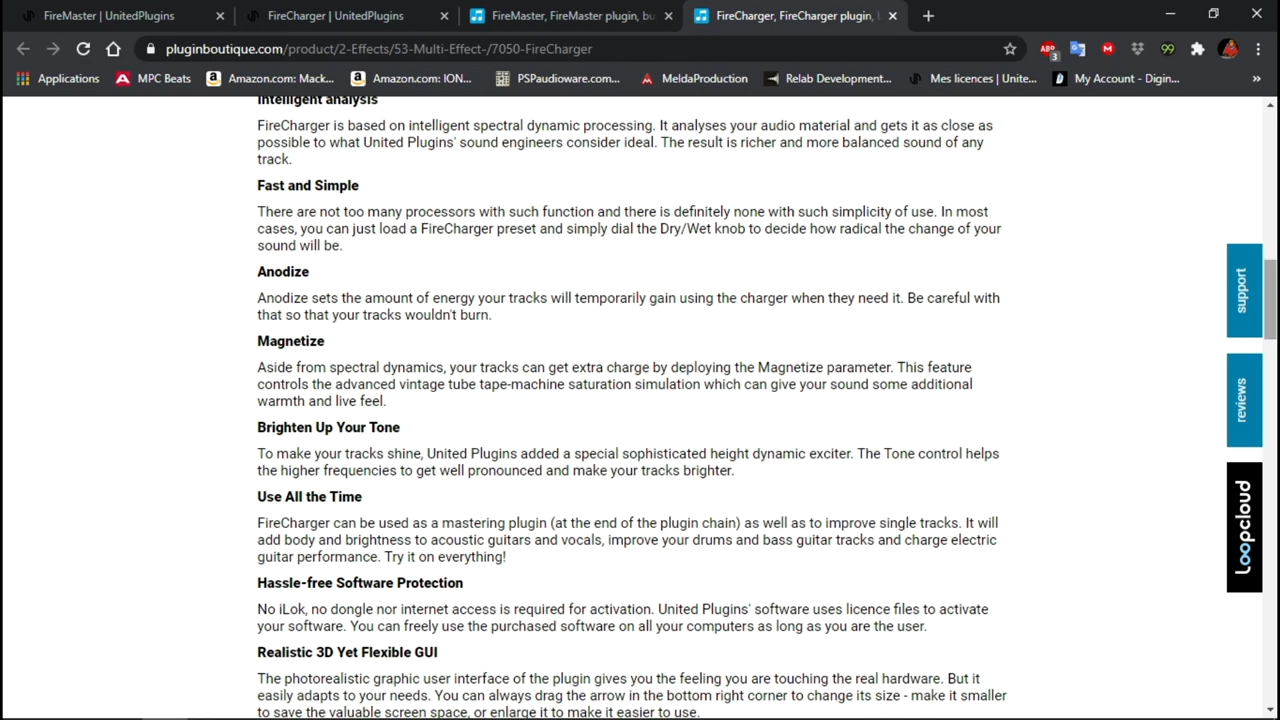 FireMaster | UnitedPlugins
FireCharger | UnitedPlugins
FireMaster, FireMaster plugin, bu
FireCharger, FireCharger plugin,
pluginboutique.com/product/2-Effects/53-Multi-Effect-/7050-FireCharger
ABP
3
M
99
Applications
MPC Beats
Amazon.com: Mack...
Amazon.com: ION...
PSPaudioware.com...
MeldaProduction
Relab Development...
Mes licences | Unite...
My Account - Digin...
»
Intelligent analysis
FireCharger is based on intelligent spectral dynamic processing. It analyses your audio material and gets it as close as
possible to what United Plugins' sound engineers consider ideal. The result is richer and more balanced sound of any
track.
Fast and Simple
There are not too many processors with such function and there is definitely none with such simplicity of use. In most
cases, you can just load a FireCharger preset and simply dial the Dry/Wet knob to decide how radical the change of your
sound will be.
Anodize
Anodize sets the amount of energy your tracks will temporarily gain using the charger when they need it. Be careful with
that so that your tracks wouldn't burn.
Magnetize
Aside from spectral dynamics, your tracks can get extra charge by deploying the Magnetize parameter. This feature
controls the advanced vintage tube tape-machine saturation simulation which can give your sound some additional
warmth and live feel.
Brighten Up Your Tone
To make your tracks shine, United Plugins added a special sophisticated height dynamic exciter. The Tone control helps
the higher frequencies to get well pronounced and make your tracks brighter.
Use All the Time
FireCharger can be used as a mastering plugin (at the end of the plugin chain) as well as to improve single tracks. It will
add body and brightness to acoustic guitars and vocals, improve your drums and bass guitar tracks and charge electric
guitar performance. Try it on everything!
Hassle-free Software Protection
No iLok, no dongle nor internet access is required for activation. United Plugins' software uses licence files to activate
your software. You can freely use the purchased software on all your computers as long as you are the user.
Realistic 3D Yet Flexible GUI
The photorealistic graphic user interface of the plugin gives you the feeling you are touching the real hardware. But it
easily adapts to your needs. You can always drag the arrow in the bottom right corner to change its size - make it smaller
to save the valuable screen space, or enlarge it to make it easier to use.
support
reviews
Loopcloud